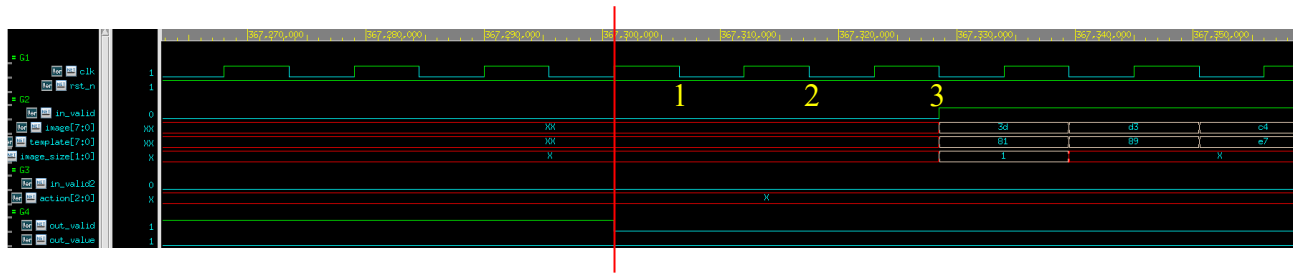 367,270,000 367,280,000 367,290,000 367,300,000 367,310,000 367,320,000 367,330,000 367,340,000 367,350,000
G1
clk 1
rst_n 1
1 2 3
G2
in_valid 0
image[7:0] XX XX 3d d3 c4
template[7:0] XX XX 81 89 e7
image_size[1:0] X X 1 X
G3
in_valid2 0
action[2:0] X X
G4
out_valid 1
out_value 1